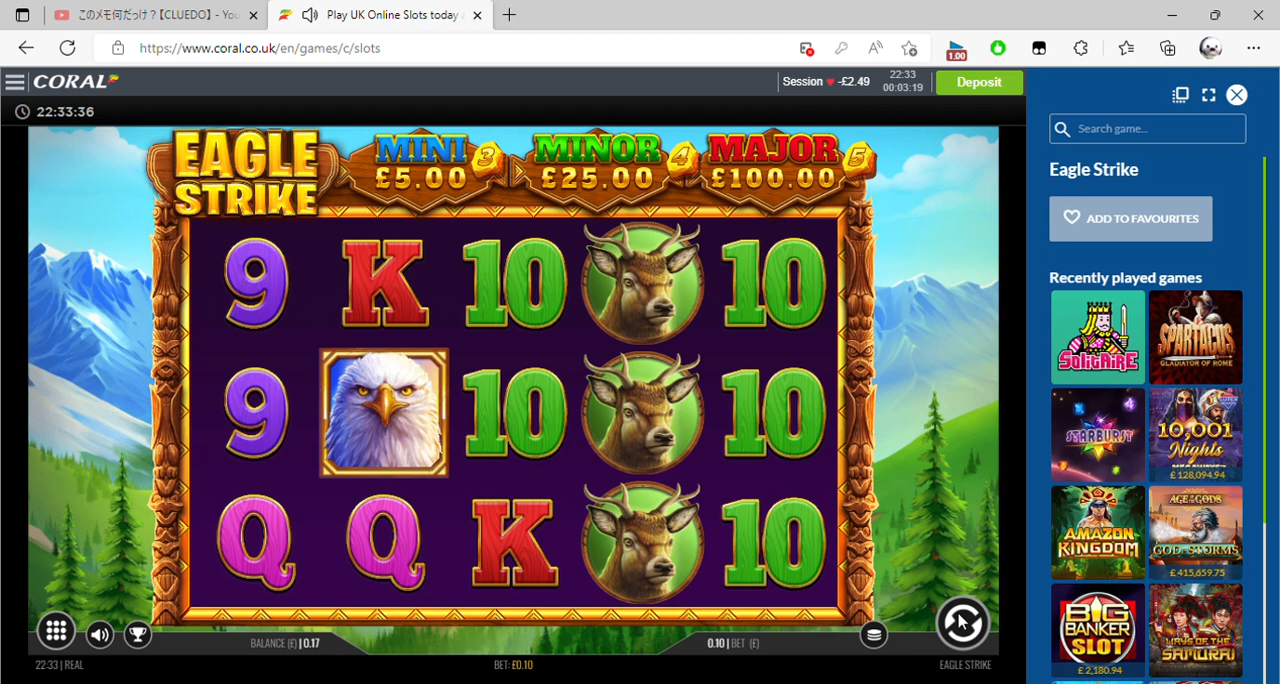 このメモ何だっけ？【CLUEDO】 - You
Play UK Online Slots today a
https://www.coral.co.uk/en/games/c/slots
1.00
CORAL
Session -£2.49
22:33
00:03:19
Deposit
22:33:36
EAGLE
STRIKE
MINI 3
£5.00
MINOR 4
£25.00
MAJOR 5
£100.00
9 K 10 10
9 10 10
Q Q K 10
BALANCE (£) | 0.17
0.10 | BET (£)
22:33 | REAL
BET: £0.10
EAGLE STRIKE
Search game...
Eagle Strike
ADD TO FAVOURITES
Recently played games
SOLITAIRE
SPARTACUS
GLADIATOR OF ROME
STARBURST
10,001
Nights
MEGAWAYS
£ 128,094.94
AMAZON
KINGDOM
AGE OF THE GODS
GOD OF STORMS
£ 415,659.75
BIG
BANKER
SLOT
£ 2,180.94
WAYS OF THE
SAMURAI